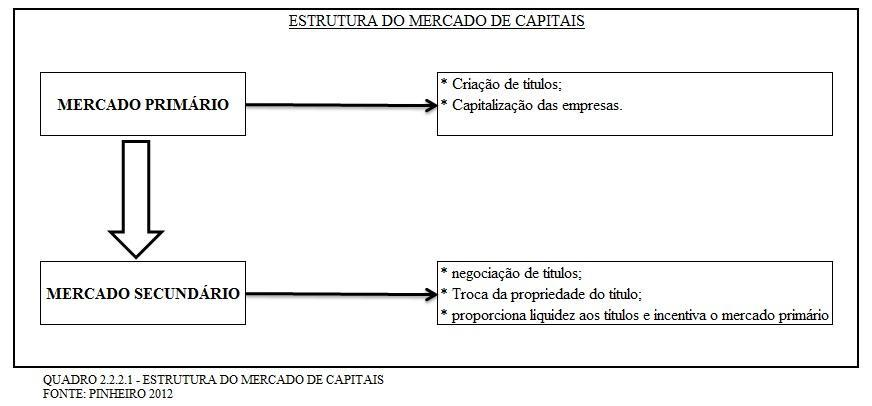 ESTRUTURA DO MERCADO DE CAPITAIS
MERCADO PRIMÁRIO
* Criação de títulos;
* Capitalização das empresas.
MERCADO SECUNDÁRIO
* negociação de títulos;
* Troca da propriedade do título;
* proporciona liquidez aos títulos e incentiva o mercado primário
QUADRO 2.2.2.1 - ESTRUTURA DO MERCADO DE CAPITAIS
FONTE: PINHEIRO 2012